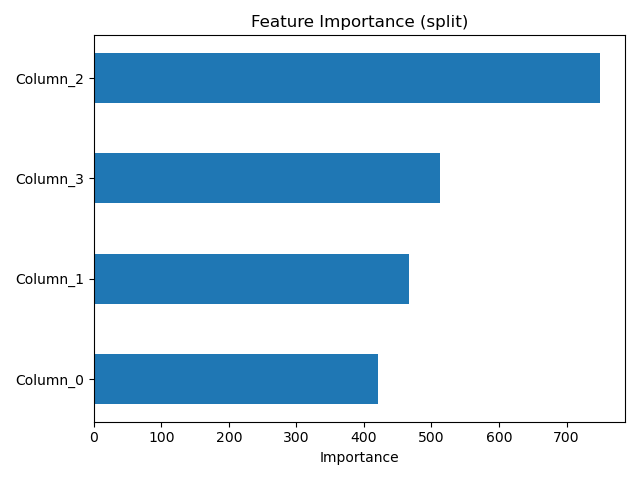 Feature Importance (split)
Column_2
Column_3
Column_1
Column_0
0 100 200 300 400 500 600 700
Importance